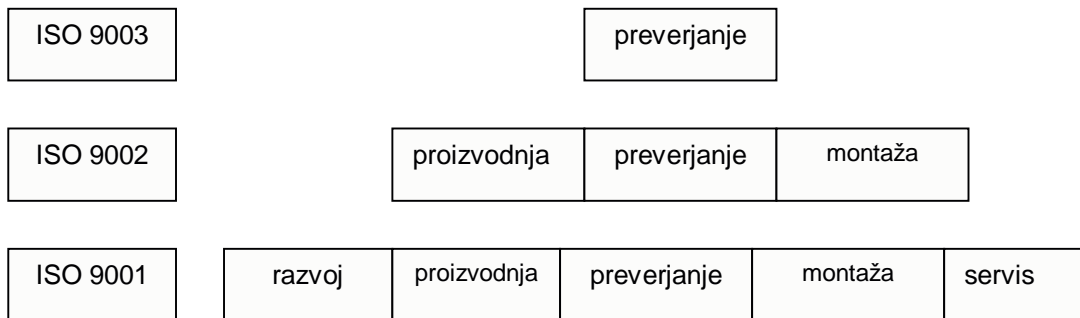 ISO 9003 preverjanje
ISO 9002 proizvodnja preverjanje montaža
ISO 9001 razvoj proizvodnja preverjanje montaža servis